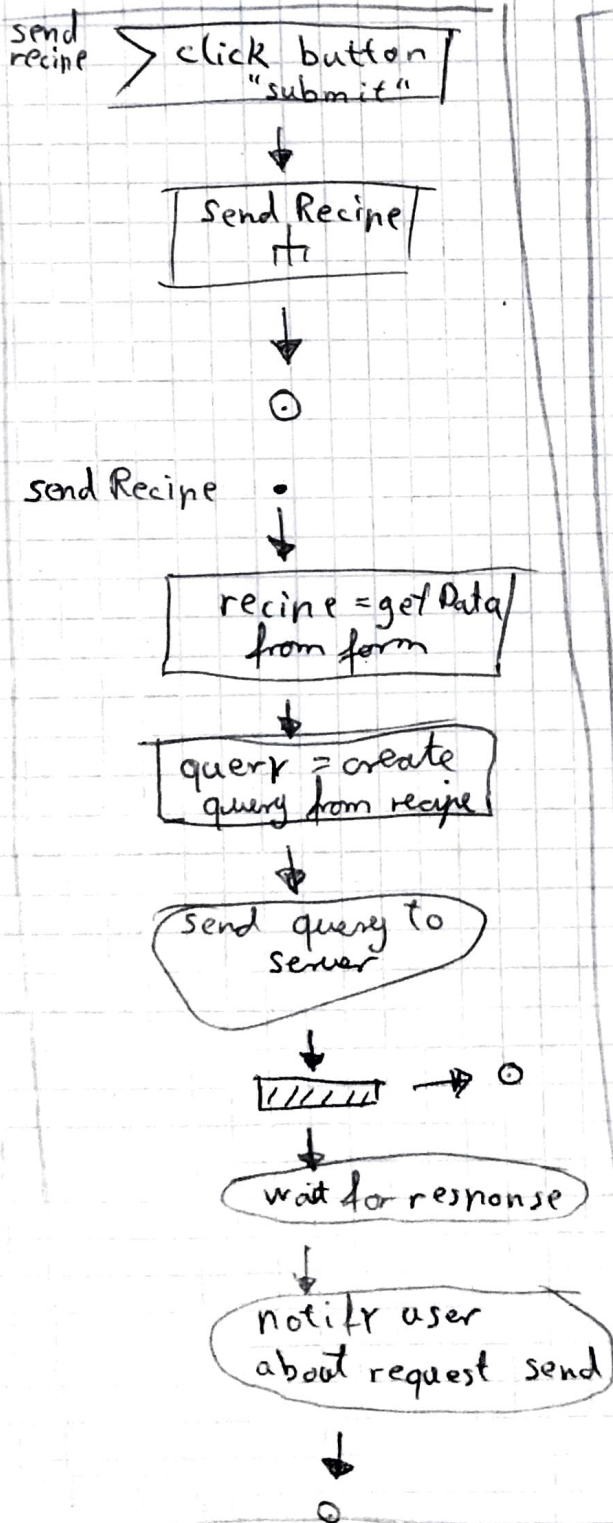 send
recipe
click button
"submit"
Send Recipe
send Recipe
recipe = get Data
from form
query = create
query from recipe
send query to
server
wait for response
notify user
about request send